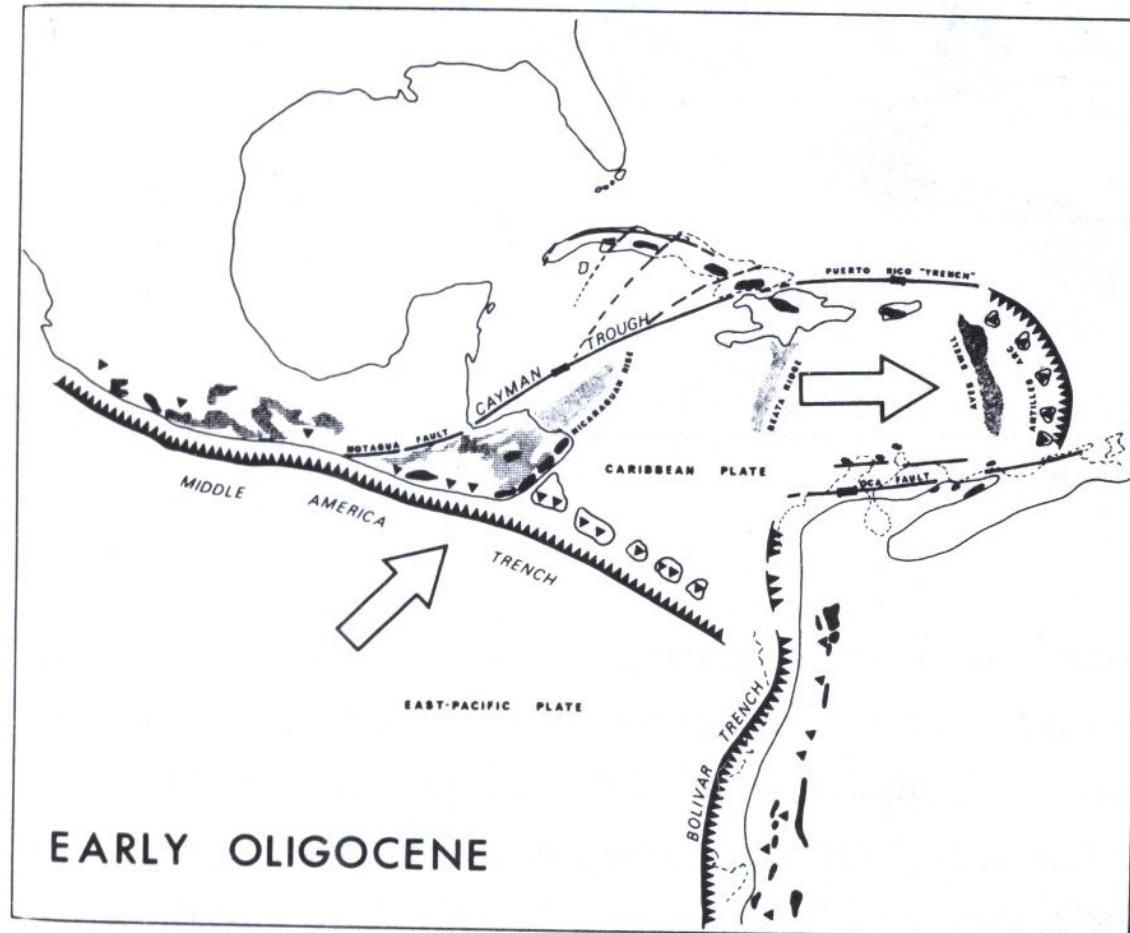 D
PUERTO RICO "TRENCH"
CAYMAN TROUGH
NICARAGUAN RISE
BEATA RIDGE
AVES SWELL
ANTILLES ARC
MOTAGUA FAULT
CARIBBEAN PLATE
OCA FAULT
MIDDLE AMERICA TRENCH
EAST-PACIFIC PLATE
BOLIVAR TRENCH
EARLY OLIGOCENE